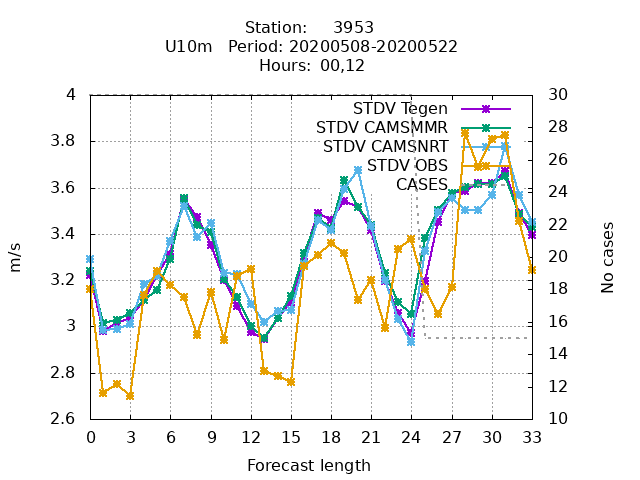 Station: 3953
U10m Period: 20200508-20200522
Hours: 00,12
STDV Tegen
STDV CAMSMMR
STDV CAMSNRT
STDV OBS
CASES
4
3.8
3.6
3.4
3.2
3
2.8
2.6
m/s
30
28
26
24
22
20
18
16
14
12
10
No cases
0 3 6 9 12 15 18 21 24 27 30 33
Forecast length